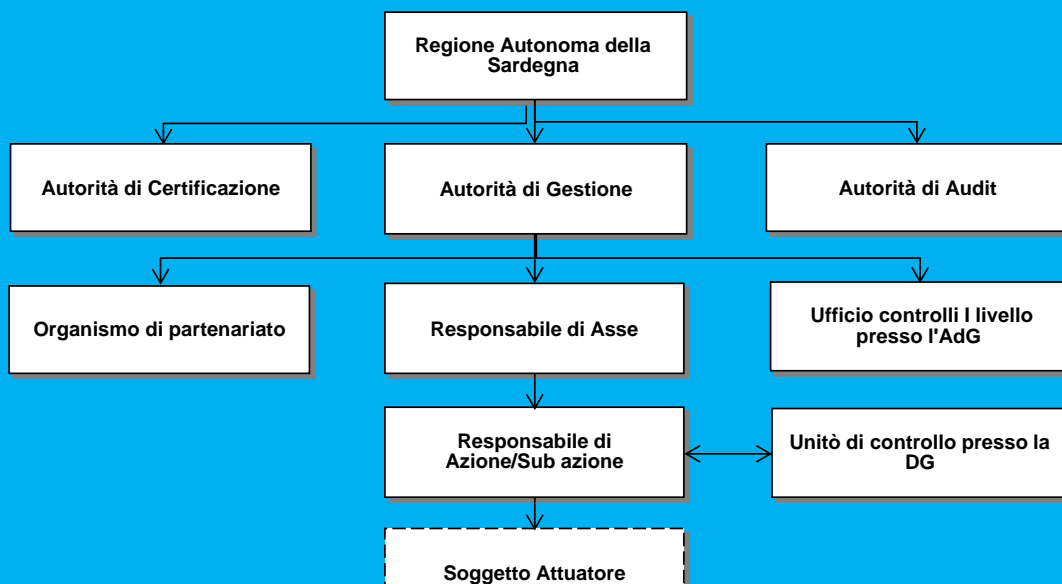 Regione Autonoma della
Sardegna
Autorità di Certificazione
Autorità di Gestione
Autorità di Audit
Organismo di partenariato
Responsabile di Asse
Ufficio controlli I livello
presso l'AdG
Responsabile di
Azione/Sub azione
Unitò di controllo presso la
DG
Soggetto Attuatore